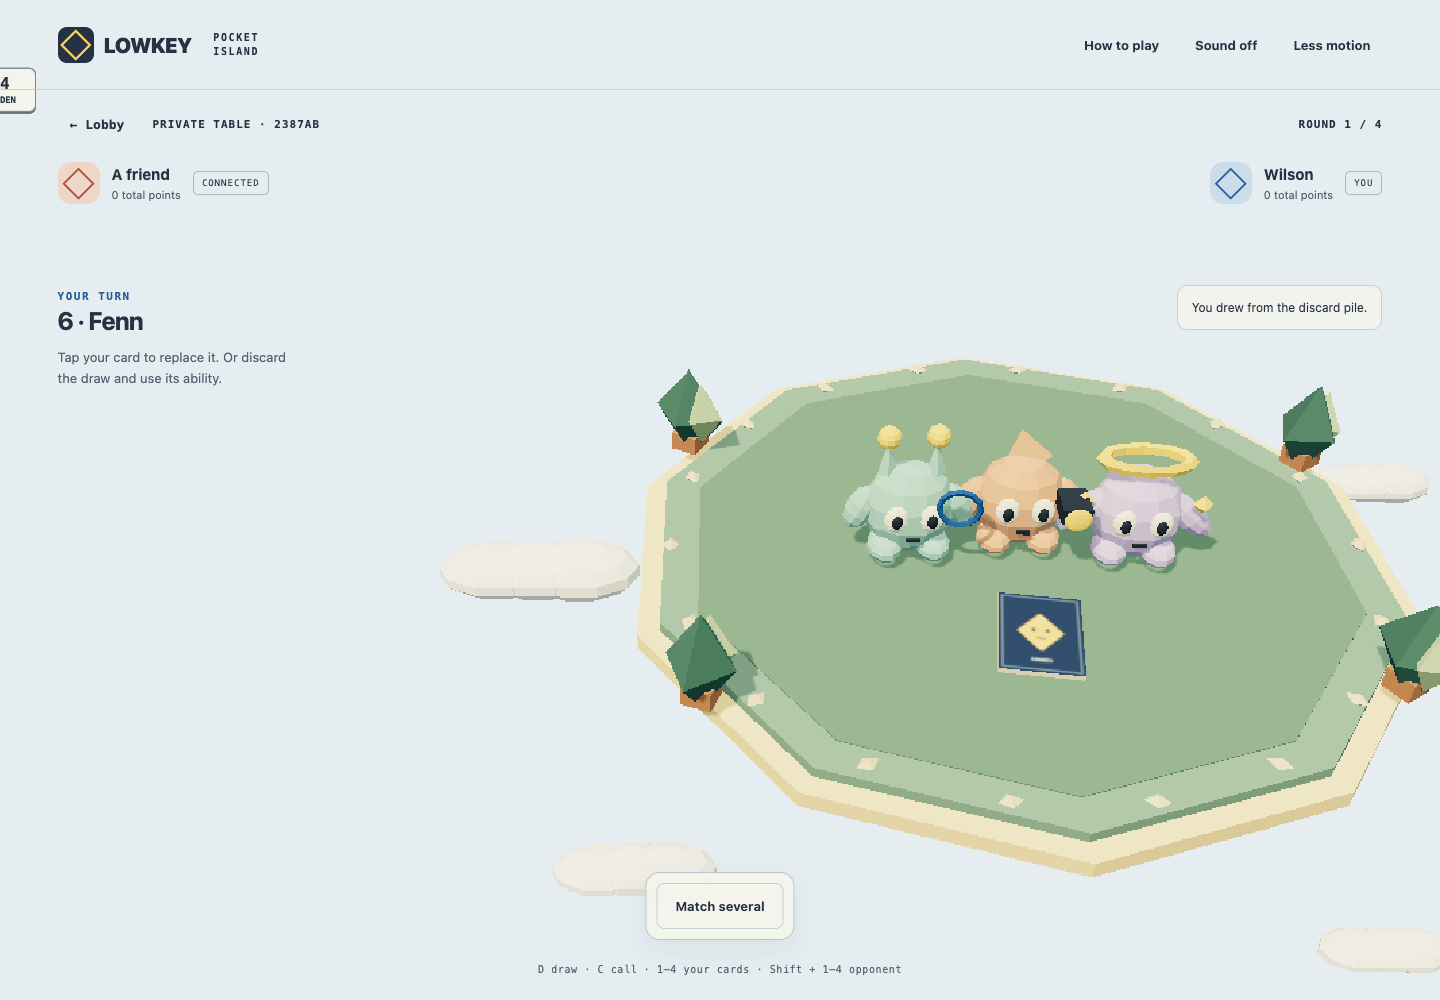 LOWKEY
POCKET
ISLAND
How to play
Sound off
Less motion
4
DEN
← Lobby
PRIVATE TABLE · 2387AB
ROUND 1 / 4
A friend
0 total points
CONNECTED
Wilson
0 total points
YOU
YOUR TURN
6 · Fenn
Tap your card to replace it. Or discard
the draw and use its ability.
You drew from the discard pile.
Match several
D draw · C call · 1–4 your cards · Shift + 1–4 opponent